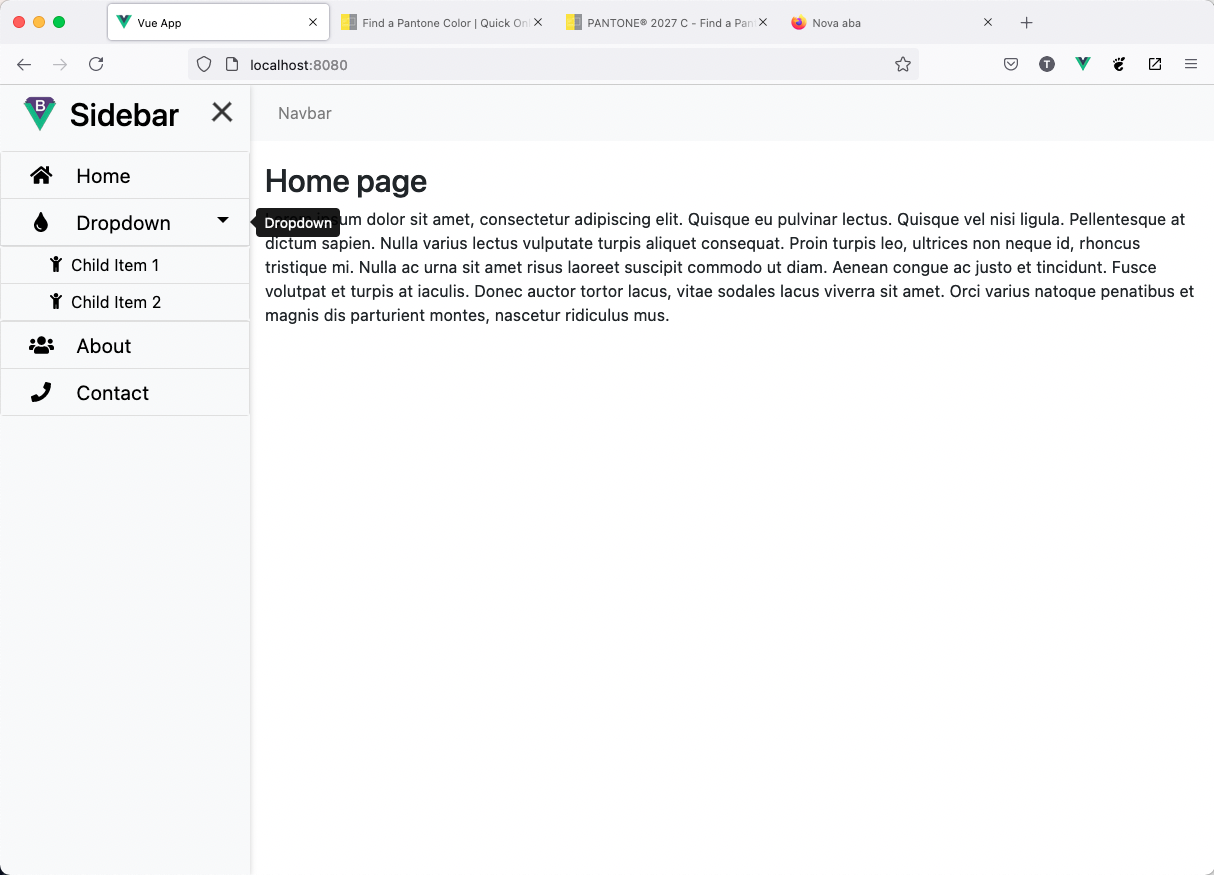 Vue App
Find a Pantone Color | Quick Onl
PANTONE® 2027 C - Find a Pan
Nova aba
localhost:8080
T
B
Sidebar
Navbar
Home
Dropdown
Child Item 1
Child Item 2
About
Contact
Dropdown
Home page
sum dolor sit amet, consectetur adipiscing elit. Quisque eu pulvinar lectus. Quisque vel nisi ligula. Pellentesque at
dictum sapien. Nulla varius lectus vulputate turpis aliquet consequat. Proin turpis leo, ultrices non neque id, rhoncus
tristique mi. Nulla ac urna sit amet risus laoreet suscipit commodo ut diam. Aenean congue ac justo et tincidunt. Fusce
volutpat et turpis at iaculis. Donec auctor tortor lacus, vitae sodales lacus viverra sit amet. Orci varius natoque penatibus et
magnis dis parturient montes, nascetur ridiculus mus.